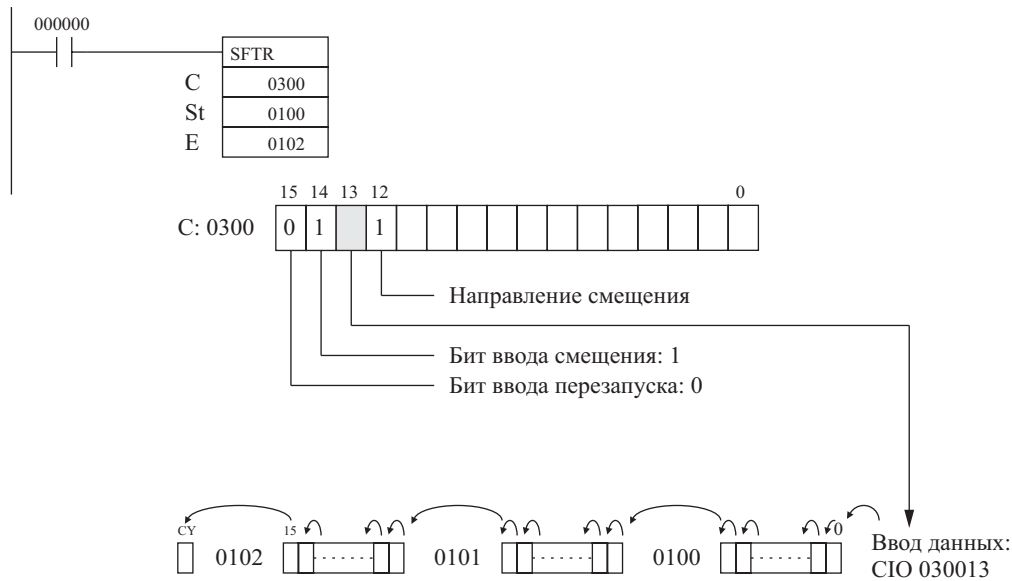 000000
SFTR
C 0300
St 0100
E 0102
15 14 13 12 0
C: 0300 0 1 1
Направление смещения
Бит ввода смещения: 1
Бит ввода перезапуска: 0
CY 15 0
0102 0101 0100
Ввод данных:
CIO 030013